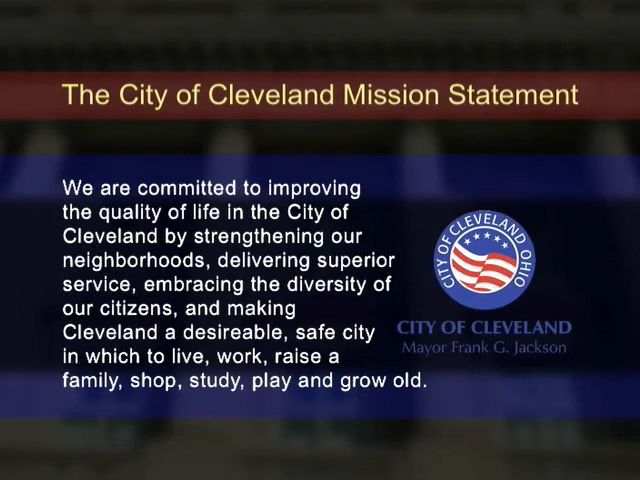 The City of Cleveland Mission Statement
We are committed to improving
the quality of life in the City of
Cleveland by strengthening our
neighborhoods, delivering superior
service, embracing the diversity of
our citizens, and making
Cleveland a desireable, safe city
in which to live, work, raise a
family, shop, study, play and grow old.
CITY OF CLEVELAND OHIO
CITY OF CLEVELAND
Mayor Frank G. Jackson